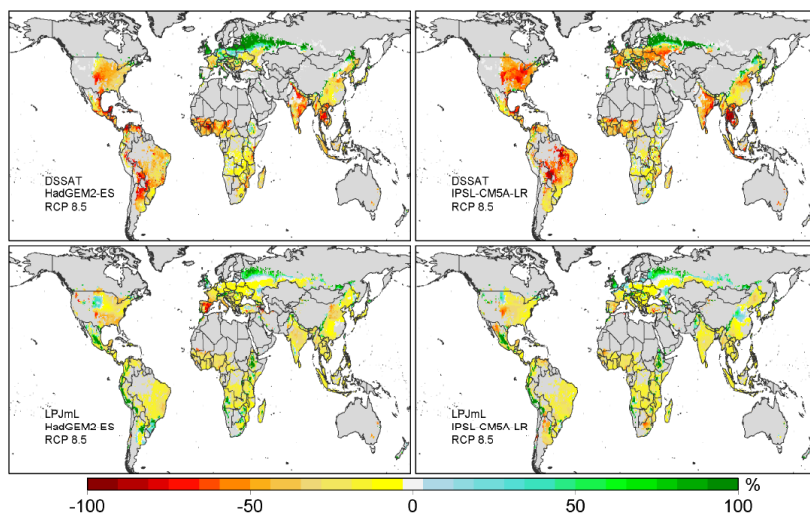 DSSAT
HadGEM2-ES
RCP 8.5
DSSAT
IPSL-CM5A-LR
RCP 8.5
LPJmL
HadGEM2-ES
RCP 8.5
LPJmL
IPSL-CM5A-LR
RCP 8.5
%
-100 -50 0 50 100